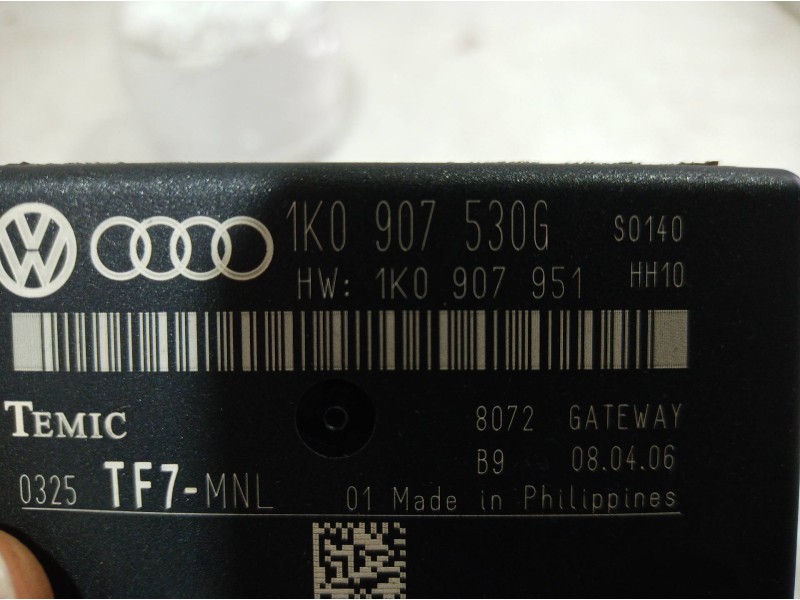 1K0 907 530G S0140
HW: 1K0 907 951 HH10
TEMIC 8072 GATEWAY
B9 08.04.06
0325 TF7-MNL 01 Made in Philippines